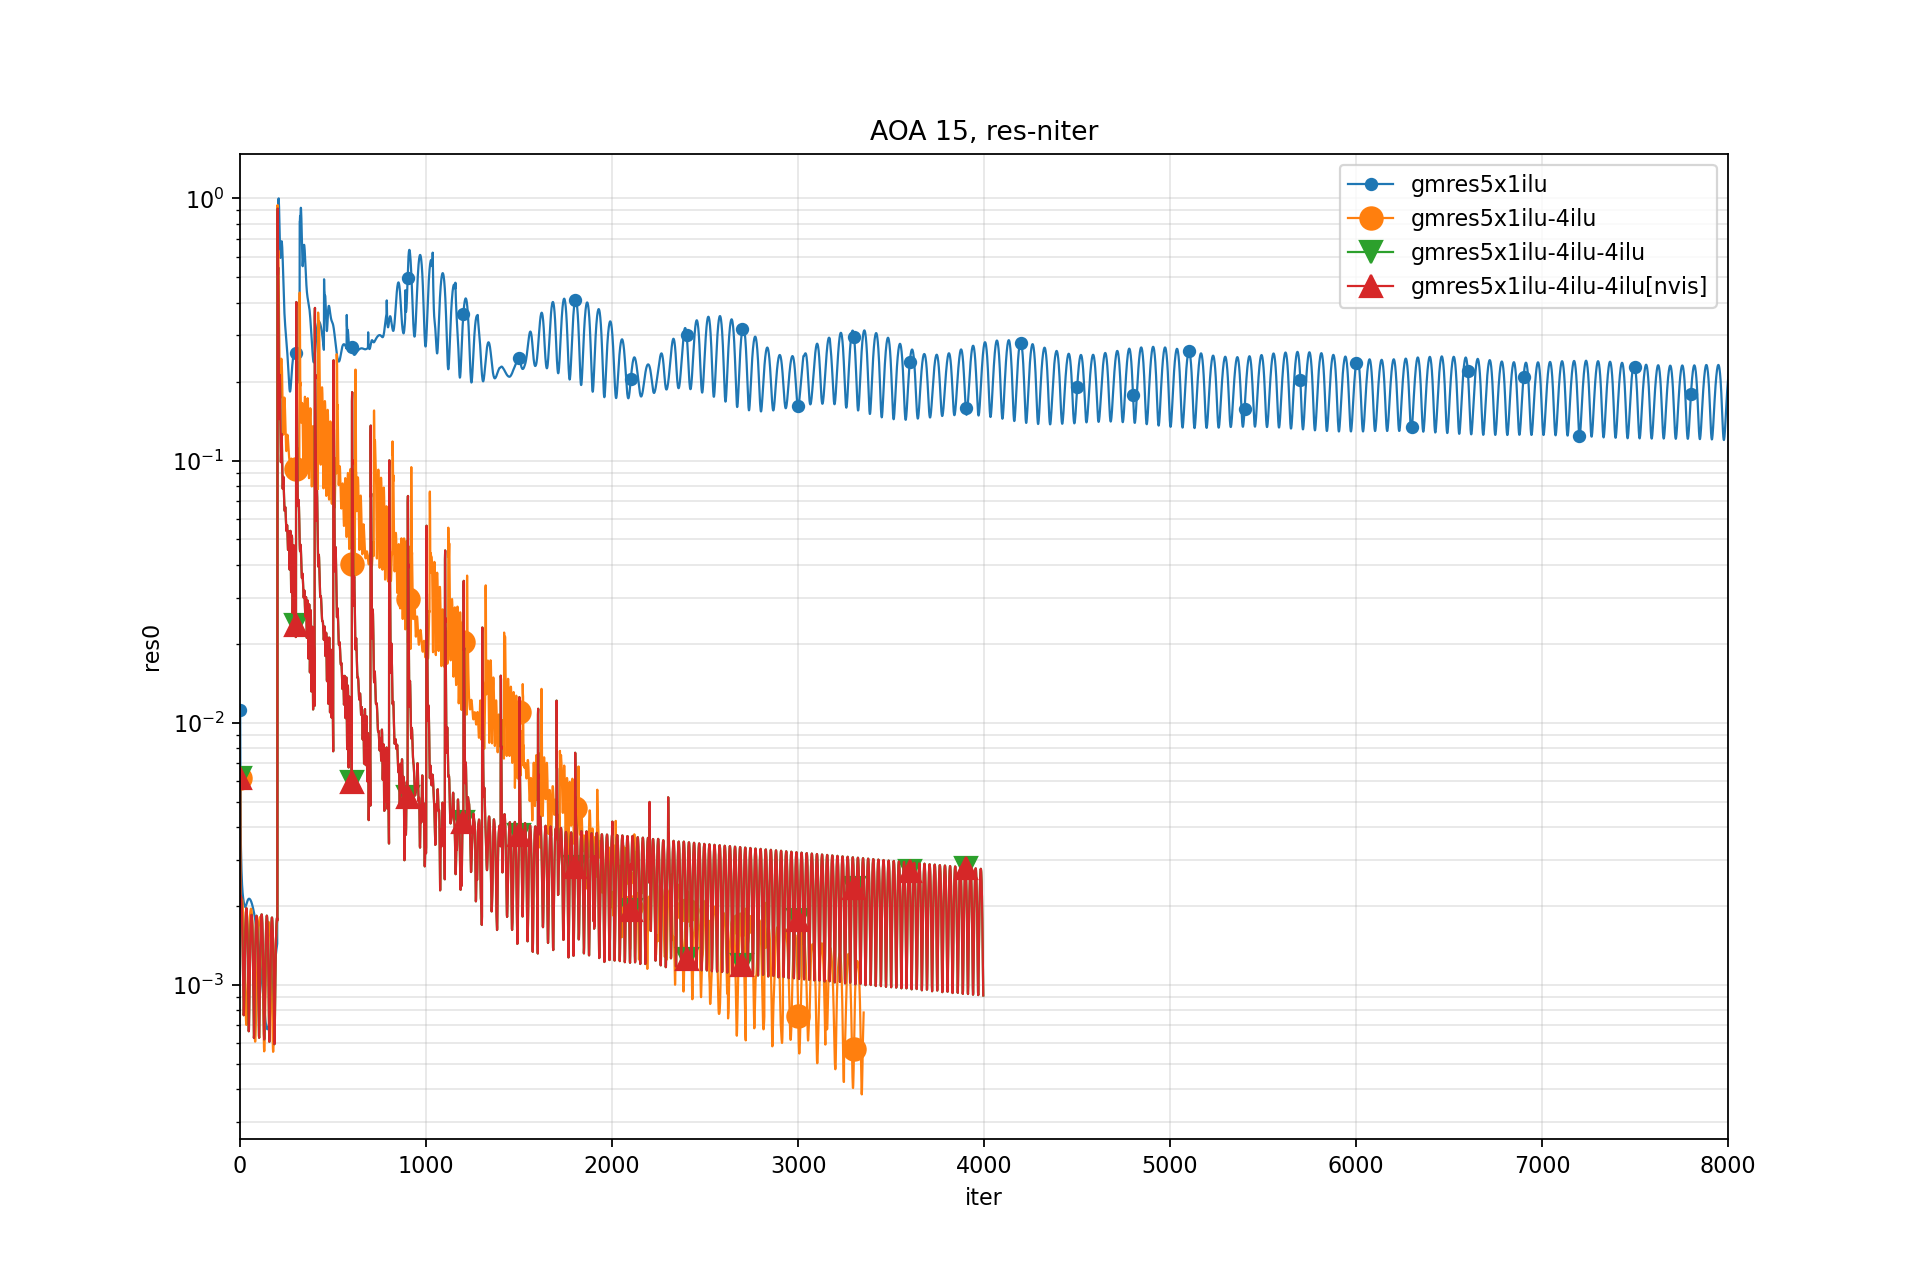 AOA 15, res-niter
gmres5x1ilu
gmres5x1ilu-4ilu
gmres5x1ilu-4ilu-4ilu
gmres5x1ilu-4ilu-4ilu[nvis]
10⁰
10⁻¹
10⁻²
10⁻³
res0
0 1000 2000 3000 4000 5000 6000 7000 8000
iter